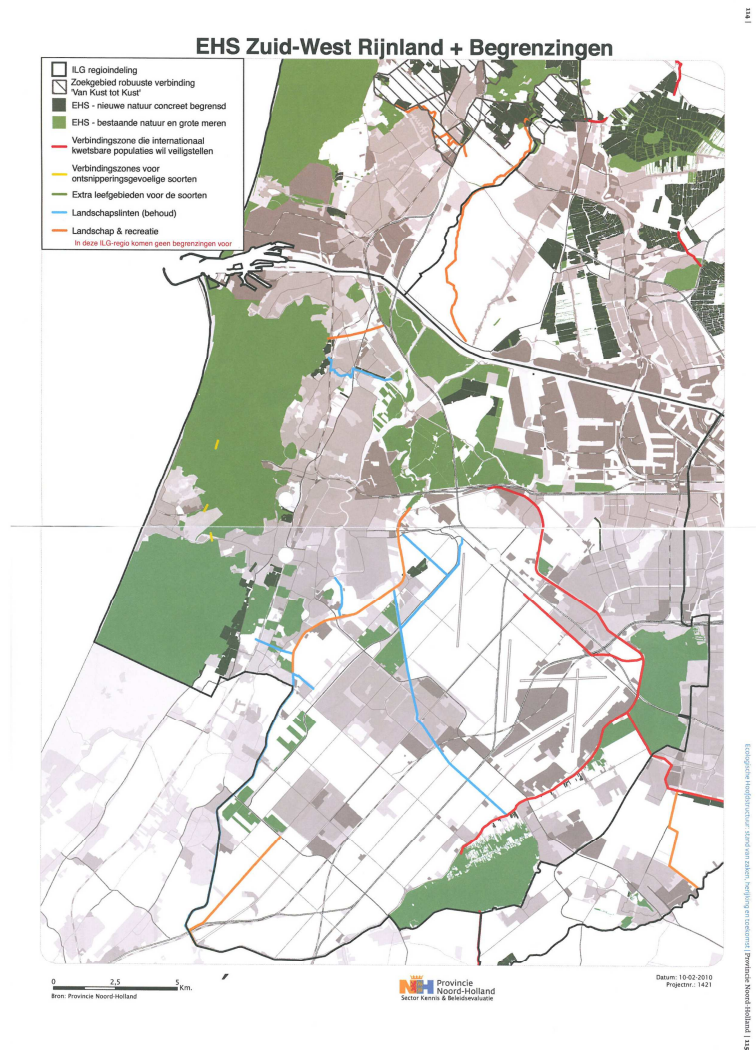 114 |
EHS Zuid-West Rijnland + Begrenzingen
ILG regioindeling
Zoekgebied robuuste verbinding
'Van Kust tot Kust'
EHS - nieuwe natuur concreet begrensd
EHS - bestaande natuur en grote meren
Verbindingszone die internationaal
kwetsbare populaties wil veiligstellen
Verbindingszones voor
ontsnipperingsgevoelige soorten
Extra leefgebieden voor de soorten
Landschapslinten (behoud)
Landschap & recreatie
In deze ILG-regio komen geen begrenzingen voor
0 2,5 5 Km.
Bron: Provincie Noord-Holland
NH Provincie
Noord-Holland
Sector Kennis & Beleidsevaluatie
Datum: 10-02-2010
Projectnr.: 1421
Ecologische Hoofdstructuur: stand van zaken, herijking en toekomst | Provincie Noord-Holland | 115